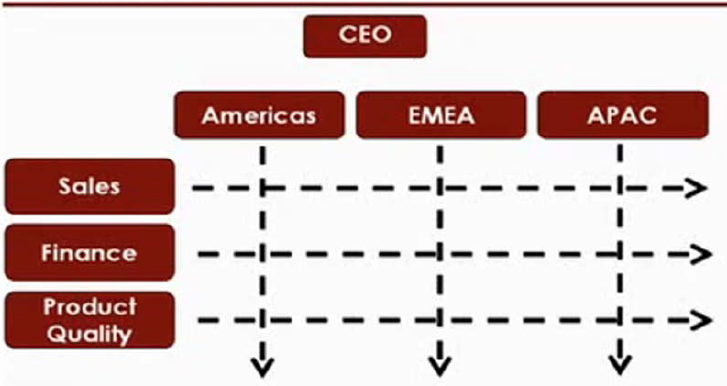 CEO
Americas
EMEA
APAC
Sales
Finance
Product
Quality